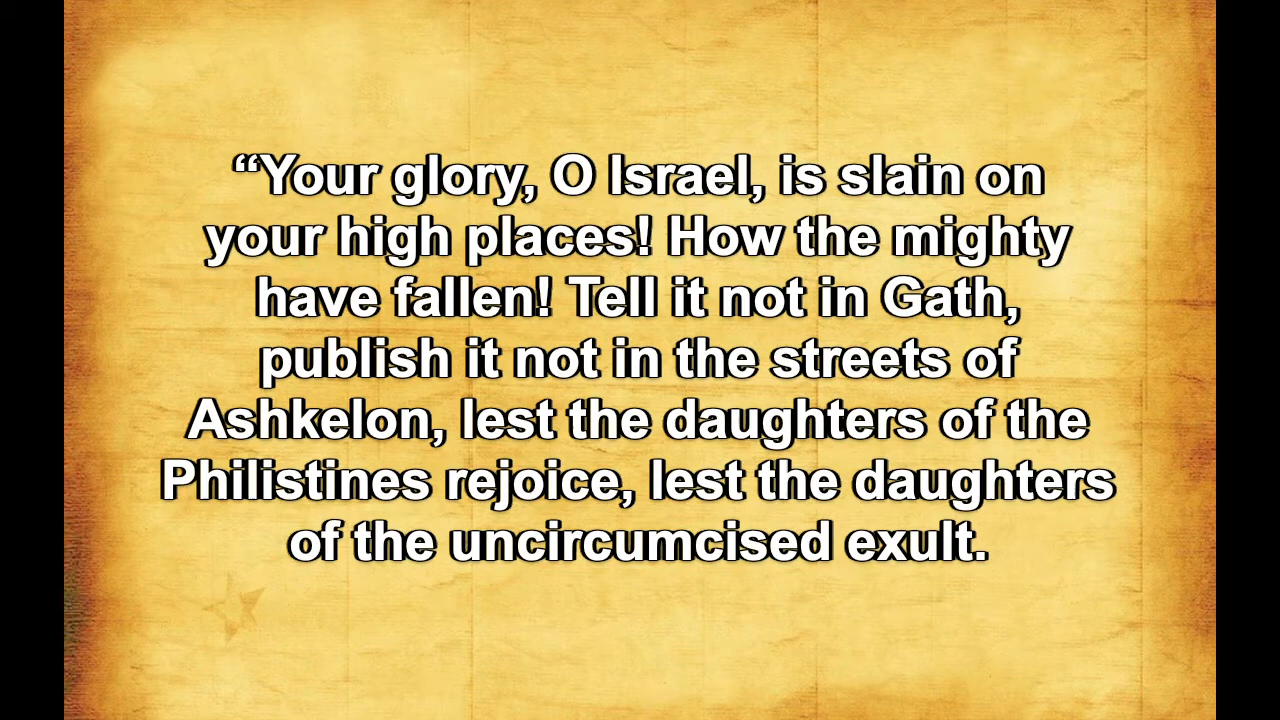 “Your glory, O Israel, is slain on
your high places! How the mighty
have fallen! Tell it not in Gath,
publish it not in the streets of
Ashkelon, lest the daughters of the
Philistines rejoice, lest the daughters
of the uncircumcised exult.